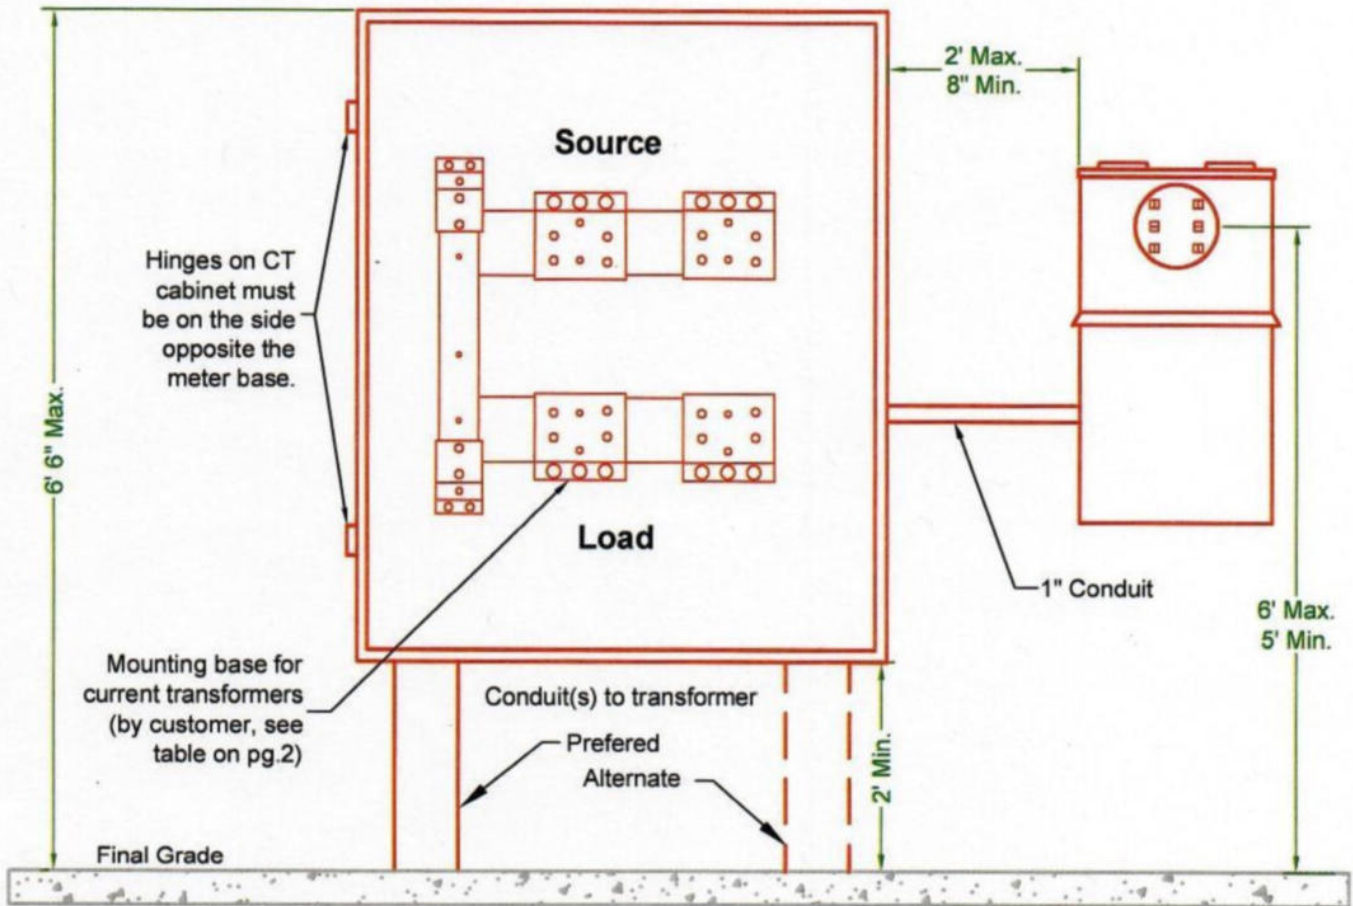 2' Max.
8" Min.
Source
Hinges on CT
cabinet must
be on the side
opposite the
meter base.
6' 6" Max.
Load
1" Conduit
6' Max.
5' Min.
Mounting base for
current transformers
(by customer, see
table on pg.2)
Conduit(s) to transformer
Prefered
Alternate
2' Min.
Final Grade